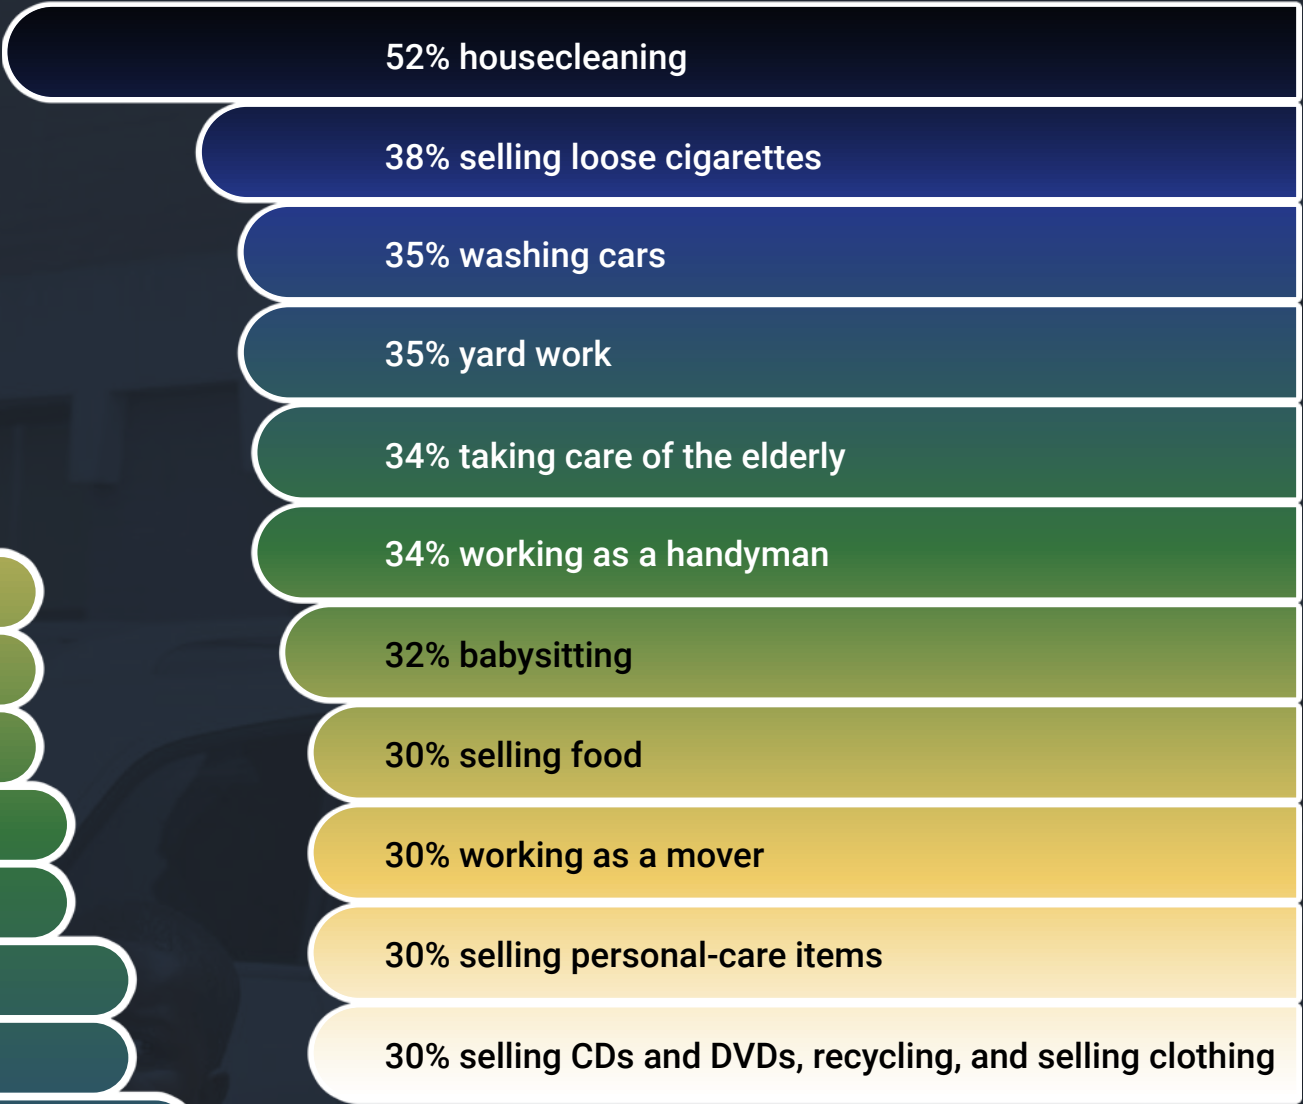 52% housecleaning
38% selling loose cigarettes
35% washing cars
35% yard work
34% taking care of the elderly
34% working as a handyman
32% babysitting
30% selling food
30% working as a mover
30% selling personal-care items
30% selling CDs and DVDs, recycling, and selling clothing